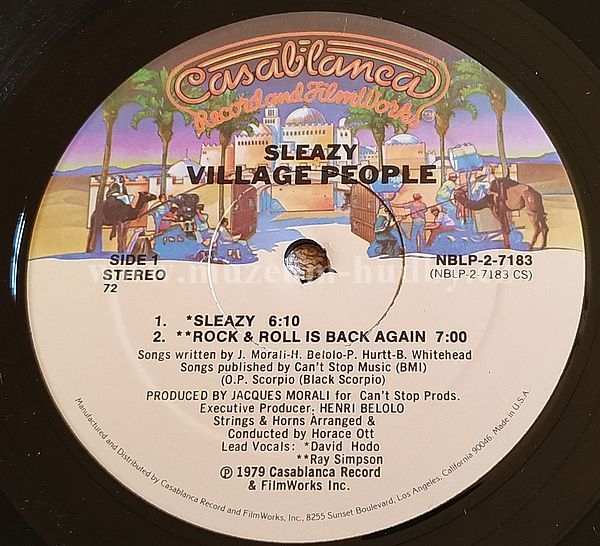 Casablanca
Record and FilmWorks
SLEAZY
VILLAGE PEOPLE
SIDE 1
STEREO
72
NBLP-2-7183
(NBLP-2-7183 CS)
1. *SLEAZY 6:10
2. **ROCK & ROLL IS BACK AGAIN 7:00
Songs written by J. Morali-H. Belolo-P. Hurtt-B. Whitehead
Songs published by Can't Stop Music (BMI)
(O.P. Scorpio (Black Scorpio)
PRODUCED BY JACQUES MORALI for Can't Stop Prods.
Executive Producer: HENRI BELOLO
Strings & Horns Arranged &
Conducted by Horace Ott
Lead Vocals: *David Hodo
**Ray Simpson
Ⓟ 1979 Casablanca Record
& FilmWorks Inc.
Manufactured and Distributed by Casablanca Record and FilmWorks, Inc., 8255 Sunset Boulevard, Los Angeles, California 90046. Made in U.S.A.